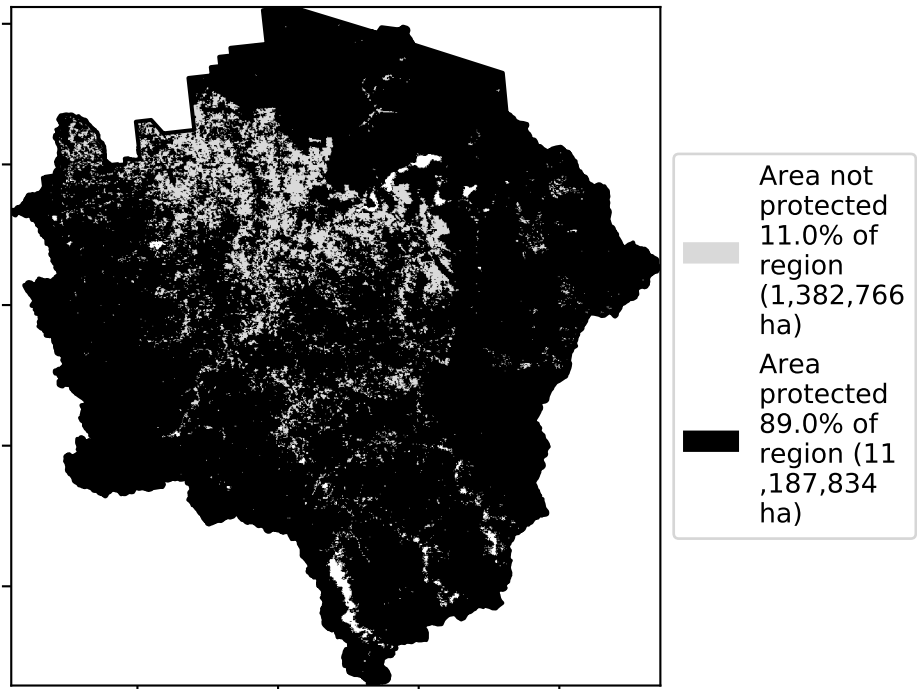 Area not
protected
11.0% of
region
(1,382,766
ha)
Area
protected
89.0% of
region (11
,187,834
ha)